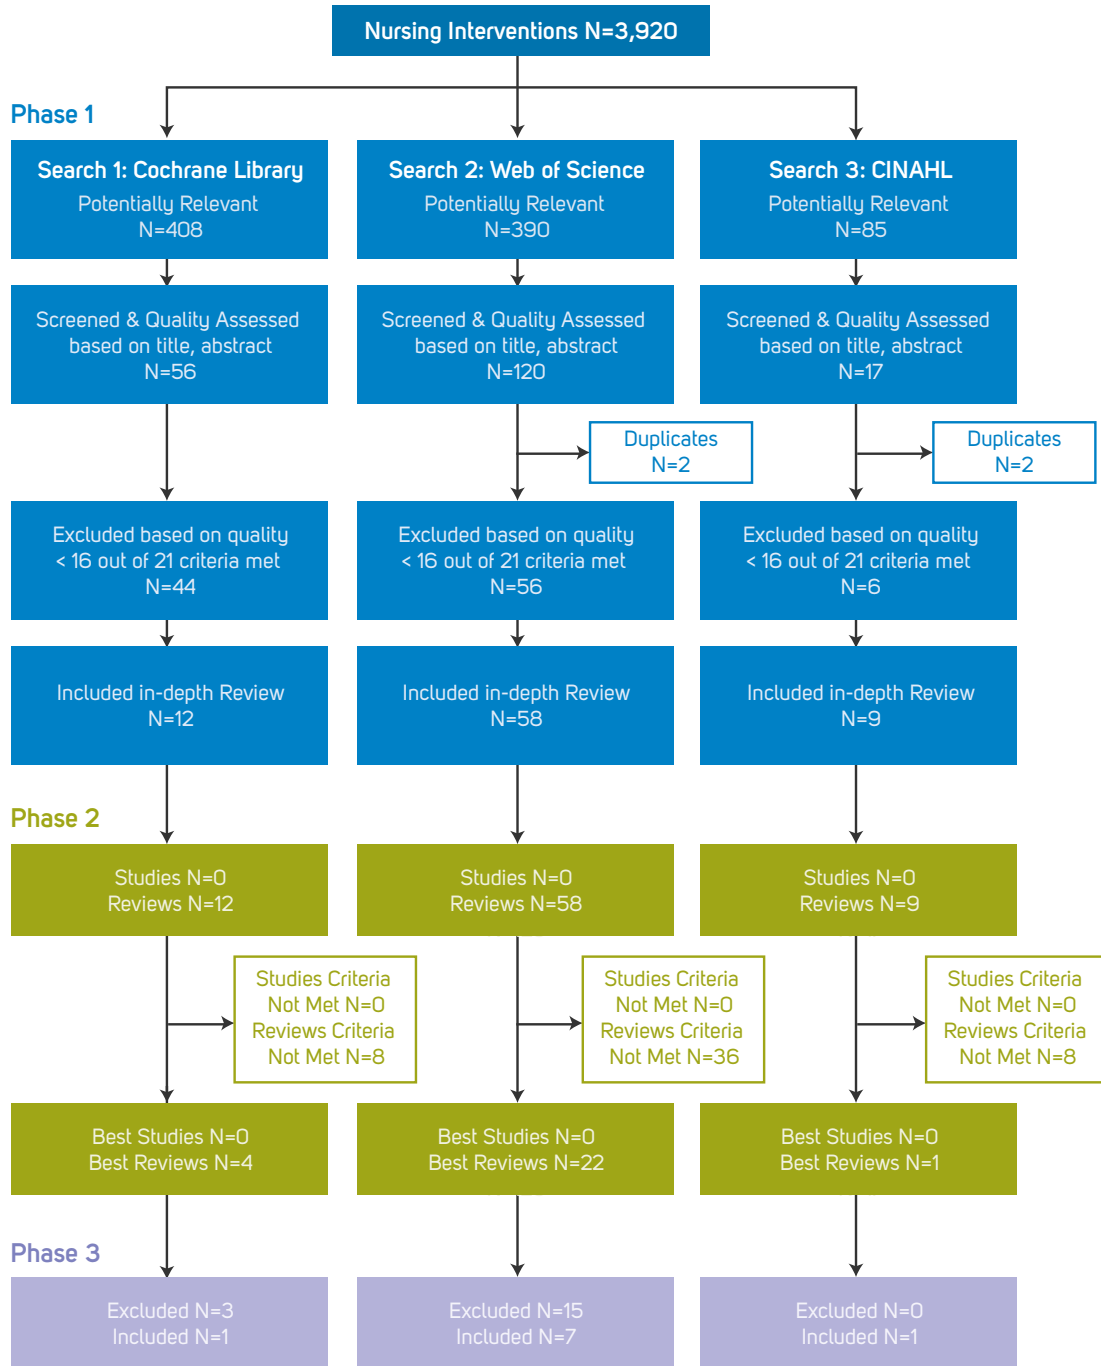 Nursing Interventions N=3,920
Phase 1
Search 1: Cochrane Library
Potentially Relevant
N=408
Search 2: Web of Science
Potentially Relevant
N=390
Search 3: CINAHL
Potentially Relevant
N=85
Screened & Quality Assessed
based on title, abstract
N=56
Screened & Quality Assessed
based on title, abstract
N=120
Screened & Quality Assessed
based on title, abstract
N=17
Duplicates
N=2
Duplicates
N=2
Excluded based on quality
< 16 out of 21 criteria met
N=44
Excluded based on quality
< 16 out of 21 criteria met
N=56
Excluded based on quality
< 16 out of 21 criteria met
N=6
Included in-depth Review
N=12
Included in-depth Review
N=58
Included in-depth Review
N=9
Phase 2
Studies N=0
Reviews N=12
Studies N=0
Reviews N=58
Studies N=0
Reviews N=9
Studies Criteria
Not Met N=0
Reviews Criteria
Not Met N=8
Studies Criteria
Not Met N=0
Reviews Criteria
Not Met N=36
Studies Criteria
Not Met N=0
Reviews Criteria
Not Met N=8
Best Studies N=0
Best Reviews N=4
Best Studies N=0
Best Reviews N=22
Best Studies N=0
Best Reviews N=1
Phase 3
Excluded N=3
Included N=1
Excluded N=15
Included N=7
Excluded N=0
Included N=1